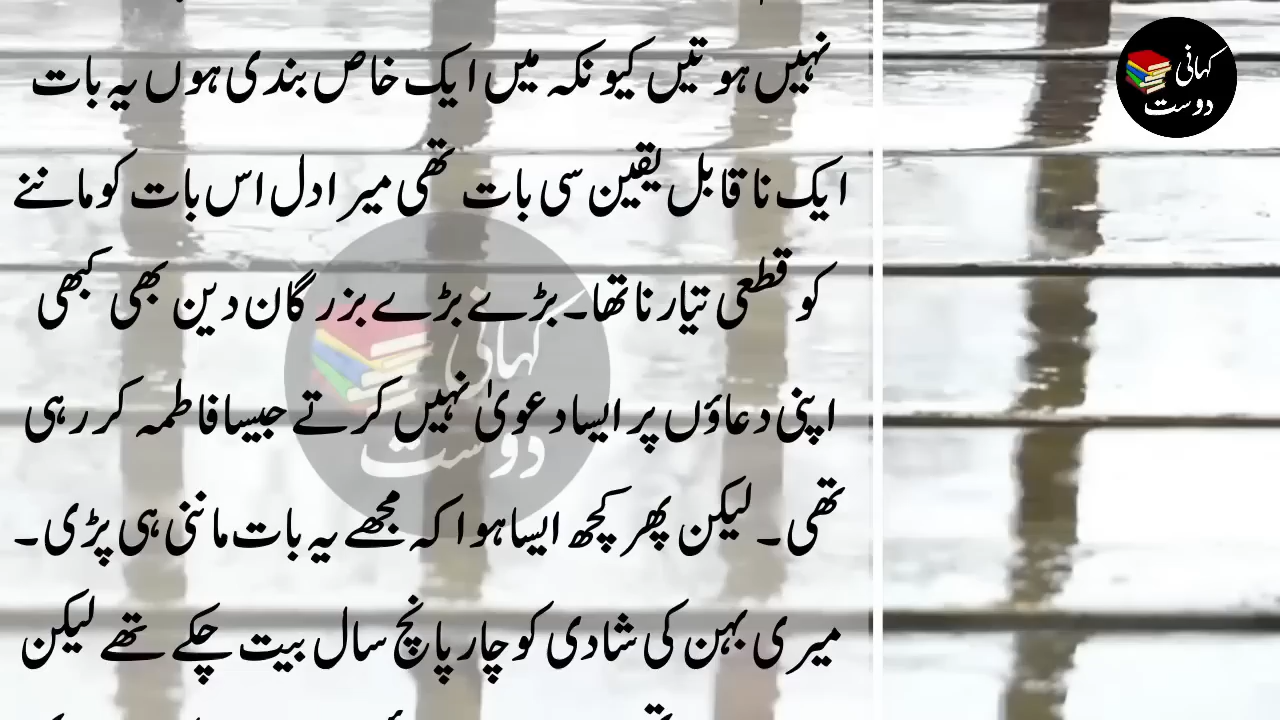 نہیں ہوتیں کیونکہ میں ایک خاص بندی ہوں یہ بات
ایک ناقابل یقین سی بات تھی میرا دل اس بات کو ماننے
کو قطعی تیار نا تھا۔ بڑے بڑے بزرگان دین بھی کبھی
اپنی دعاؤں پر ایسا دعویٰ نہیں کرتے جیسا فاطمہ کر رہی
تھی۔ لیکن پھر کچھ ایسا ہوا کہ مجھے یہ بات ماننی ہی پڑی۔
میری بہن کی شادی کو چار پانچ سال بیت چکے تھے لیکن
کہانی
دوست
کہانی
دوست